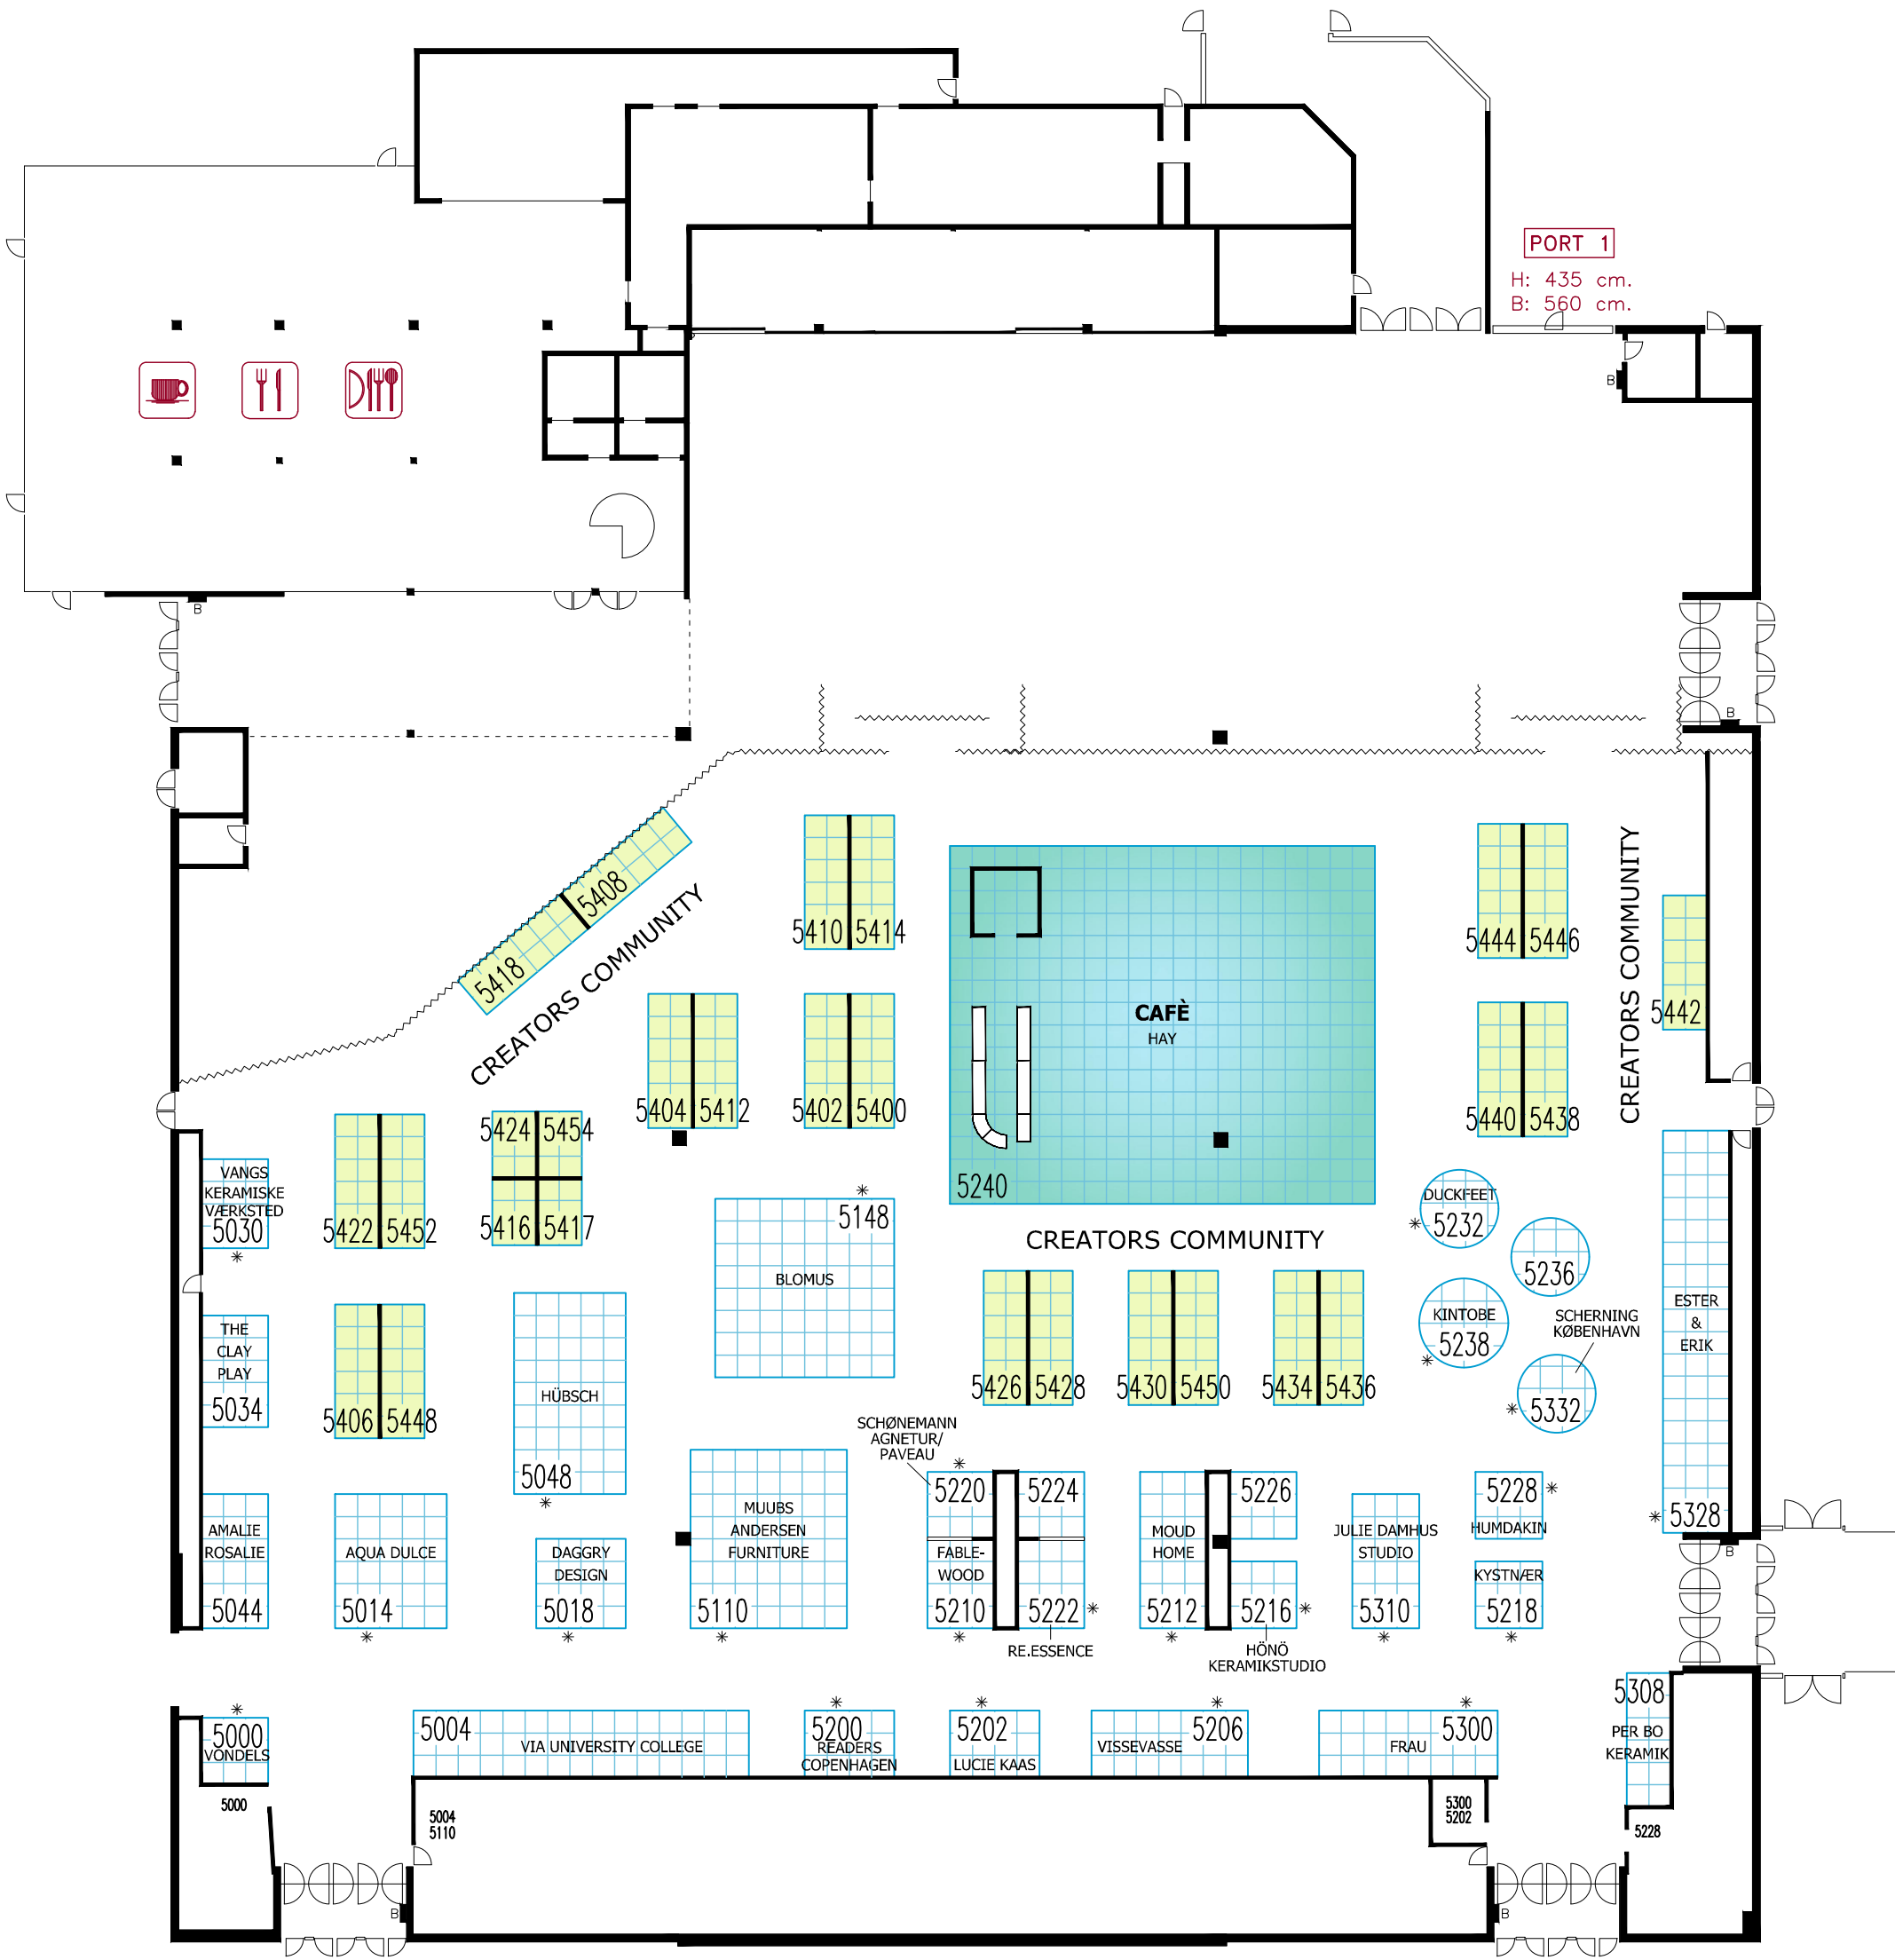 PORT 1
H: 435 cm.
B: 560 cm.
B
B
B
5408
5418
CREATORS COMMUNITY
5410 5414
5404 5412
5402 5400
CAFÈ
HAY
5240
5444 5446
5440 5438
CREATORS COMMUNITY
5442
VANGS
KERAMISKE
VÆRKSTED
5030
*
5422 5452
5424 5454
5416 5417
*
5148
BLOMUS
CREATORS COMMUNITY
DUCKFEET
* 5232
5236
KINTOBE
5238
*
SCHERNING
KØBENHAVN
* 5332
ESTER
&
ERIK
* 5328
THE
CLAY
PLAY
5034
5406 5448
HÜBSCH
5048
*
5426 5428
5430 5450
5434 5436
SCHØNEMANN
AGNETUR/
PAVEAU
*
5220
5224
5226
5228 *
HUMDAKIN
AMALIE
ROSALIE
5044
AQUA DULCE
5014
*
DAGGRY
DESIGN
5018
*
MUUBS
ANDERSEN
FURNITURE
5110
*
FABLE-
WOOD
5210
*
5222 *
RE.ESSENCE
MOUD
HOME
5212
*
5216 *
HÖNÖ
KERAMIKSTUDIO
JULIE DAMHUS
STUDIO
5310
*
KYSTNÆR
5218
*
B
*
5000
VONDELS
5004
VIA UNIVERSITY COLLEGE
*
5200
READERS
COPENHAGEN
*
5202
LUCIE KAAS
*
VISSEVASSE 5206
*
FRAU 5300
5308
PER BO
KERAMIK
5000
5004
5110
5300
5202
5228
B
B